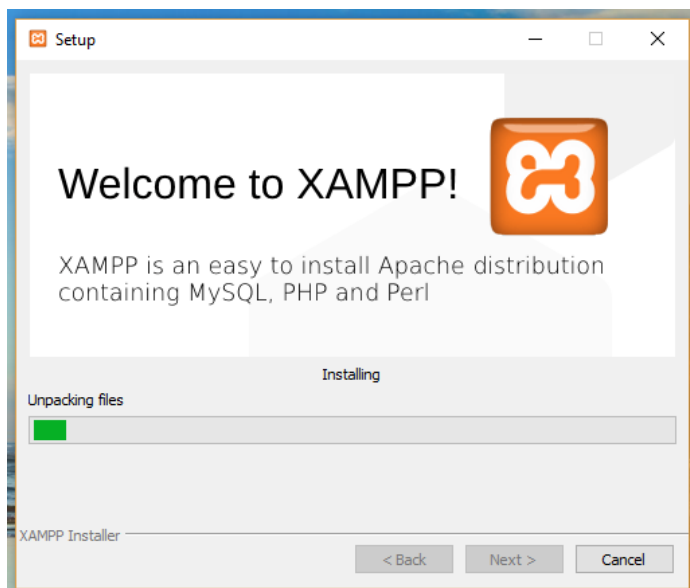 Setup
Welcome to XAMPP!
XAMPP is an easy to install Apache distribution
containing MySQL, PHP and Perl
Installing
Unpacking files
XAMPP Installer
< Back
Next >
Cancel